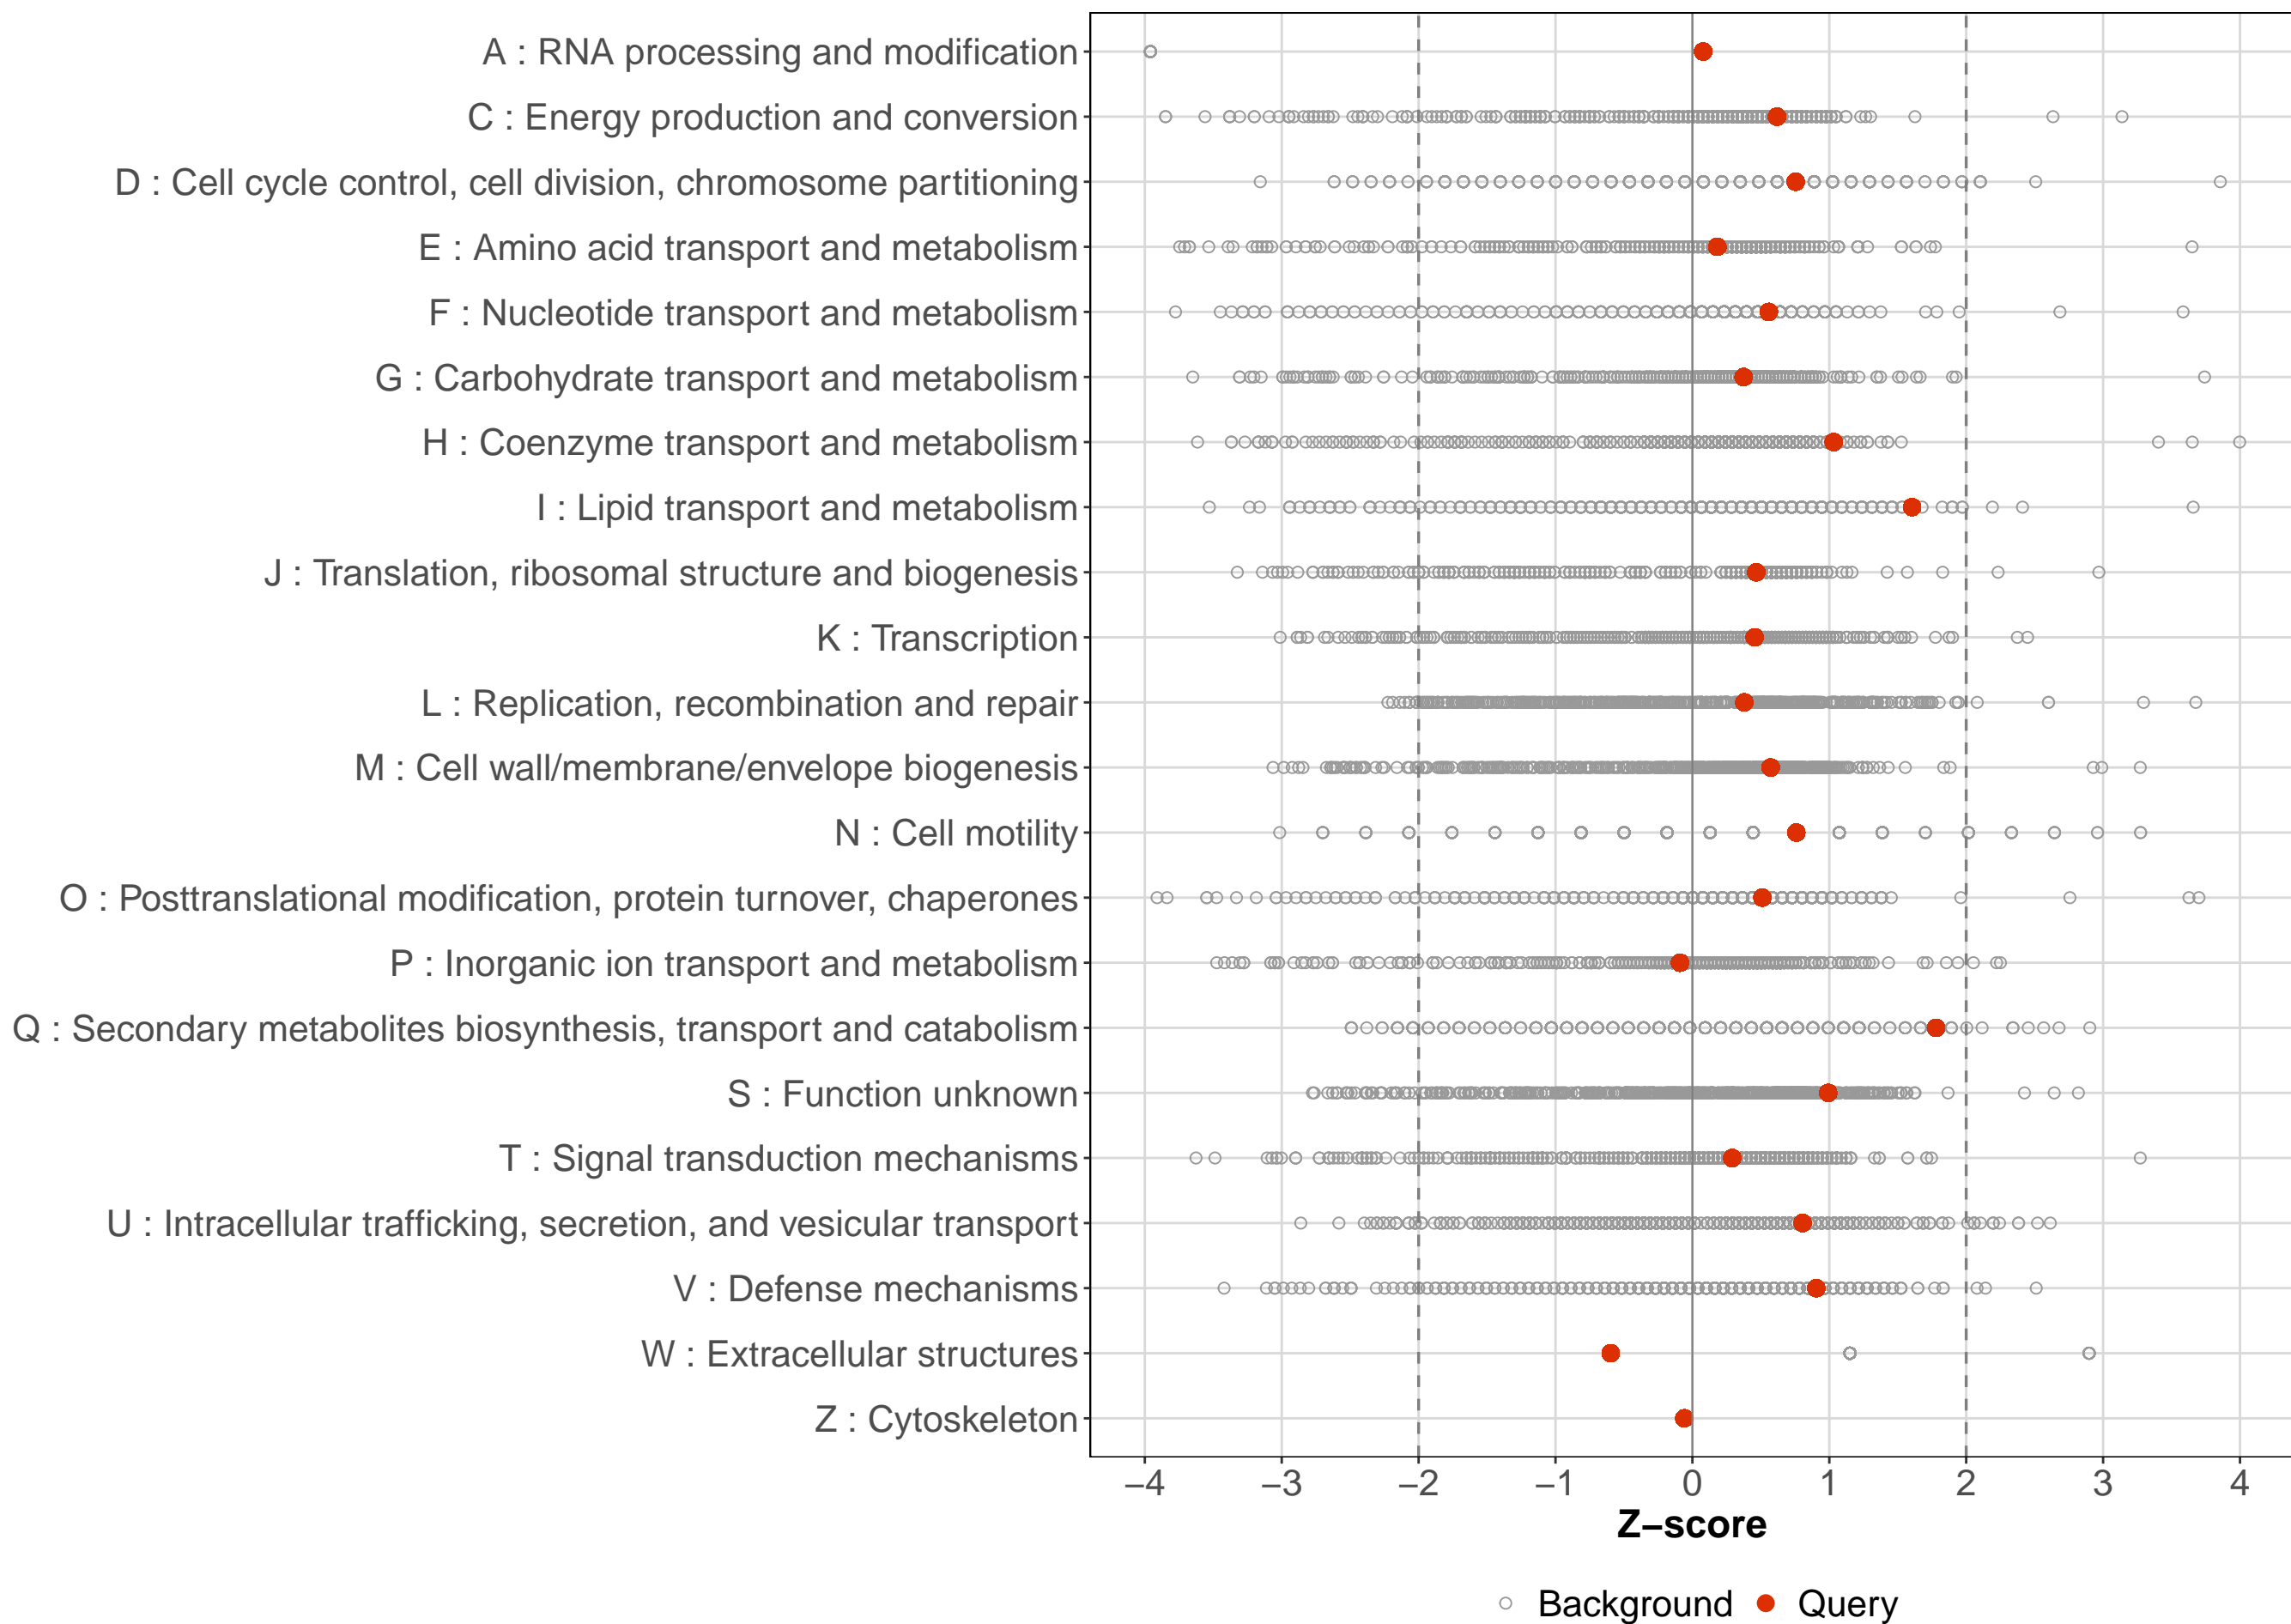 A : RNA processing and modification
C : Energy production and conversion
D : Cell cycle control, cell division, chromosome partitioning
E : Amino acid transport and metabolism
F : Nucleotide transport and metabolism
G : Carbohydrate transport and metabolism
H : Coenzyme transport and metabolism
I : Lipid transport and metabolism
J : Translation, ribosomal structure and biogenesis
K : Transcription
L : Replication, recombination and repair
M : Cell wall/membrane/envelope biogenesis
N : Cell motility
O : Posttranslational modification, protein turnover, chaperones
P : Inorganic ion transport and metabolism
Q : Secondary metabolites biosynthesis, transport and catabolism
S : Function unknown
T : Signal transduction mechanisms
U : Intracellular trafficking, secretion, and vesicular transport
V : Defense mechanisms
W : Extracellular structures
Z : Cytoskeleton
−4 −3 −2 −1 0 1 2 3 4
Z−score
Background Query